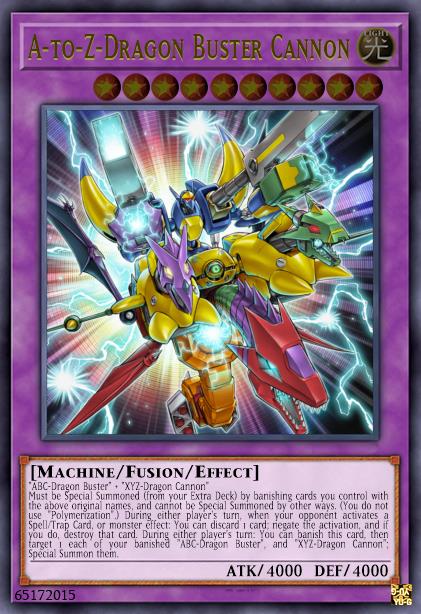 A-to-Z-Dragon Buster Cannon
LIGHT
光
[Machine/Fusion/Effect]
"ABC-Dragon Buster" + "XYZ-Dragon Cannon"
Must be Special Summoned (from your Extra Deck) by banishing cards you control with
the above original names, and cannot be Special Summoned by other ways. (You do not
use "Polymerization".) During either player's turn, when your opponent activates a
Spell/Trap Card, or monster effect: You can discard 1 card; negate the activation, and if
you do, destroy that card. During either player's turn: You can banish this card, then
target 1 each of your banished "ABC-Dragon Buster", and "XYZ-Dragon Cannon";
Special Summon them.
ATK/4000 DEF/4000
65172015